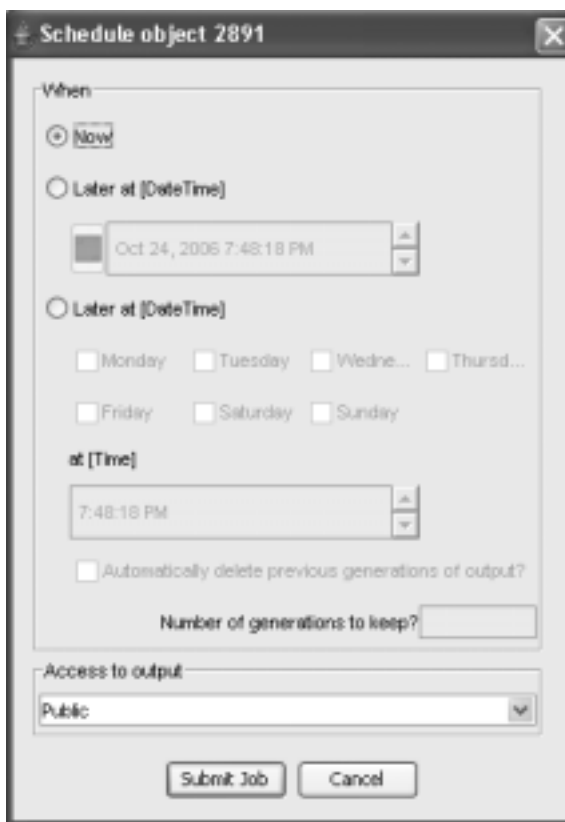 Schedule object 2891
When
Now
Later at [DateTime]
Oct 24, 2006 7:48:18 PM
Later at [DateTime]
Monday Tuesday Wedne... Thursd...
Friday Saturday Sunday
at [Time]
7:48:18 PM
Automatically delete previous generations of output?
Number of generations to keep?
Access to output
Public
Submit Job Cancel